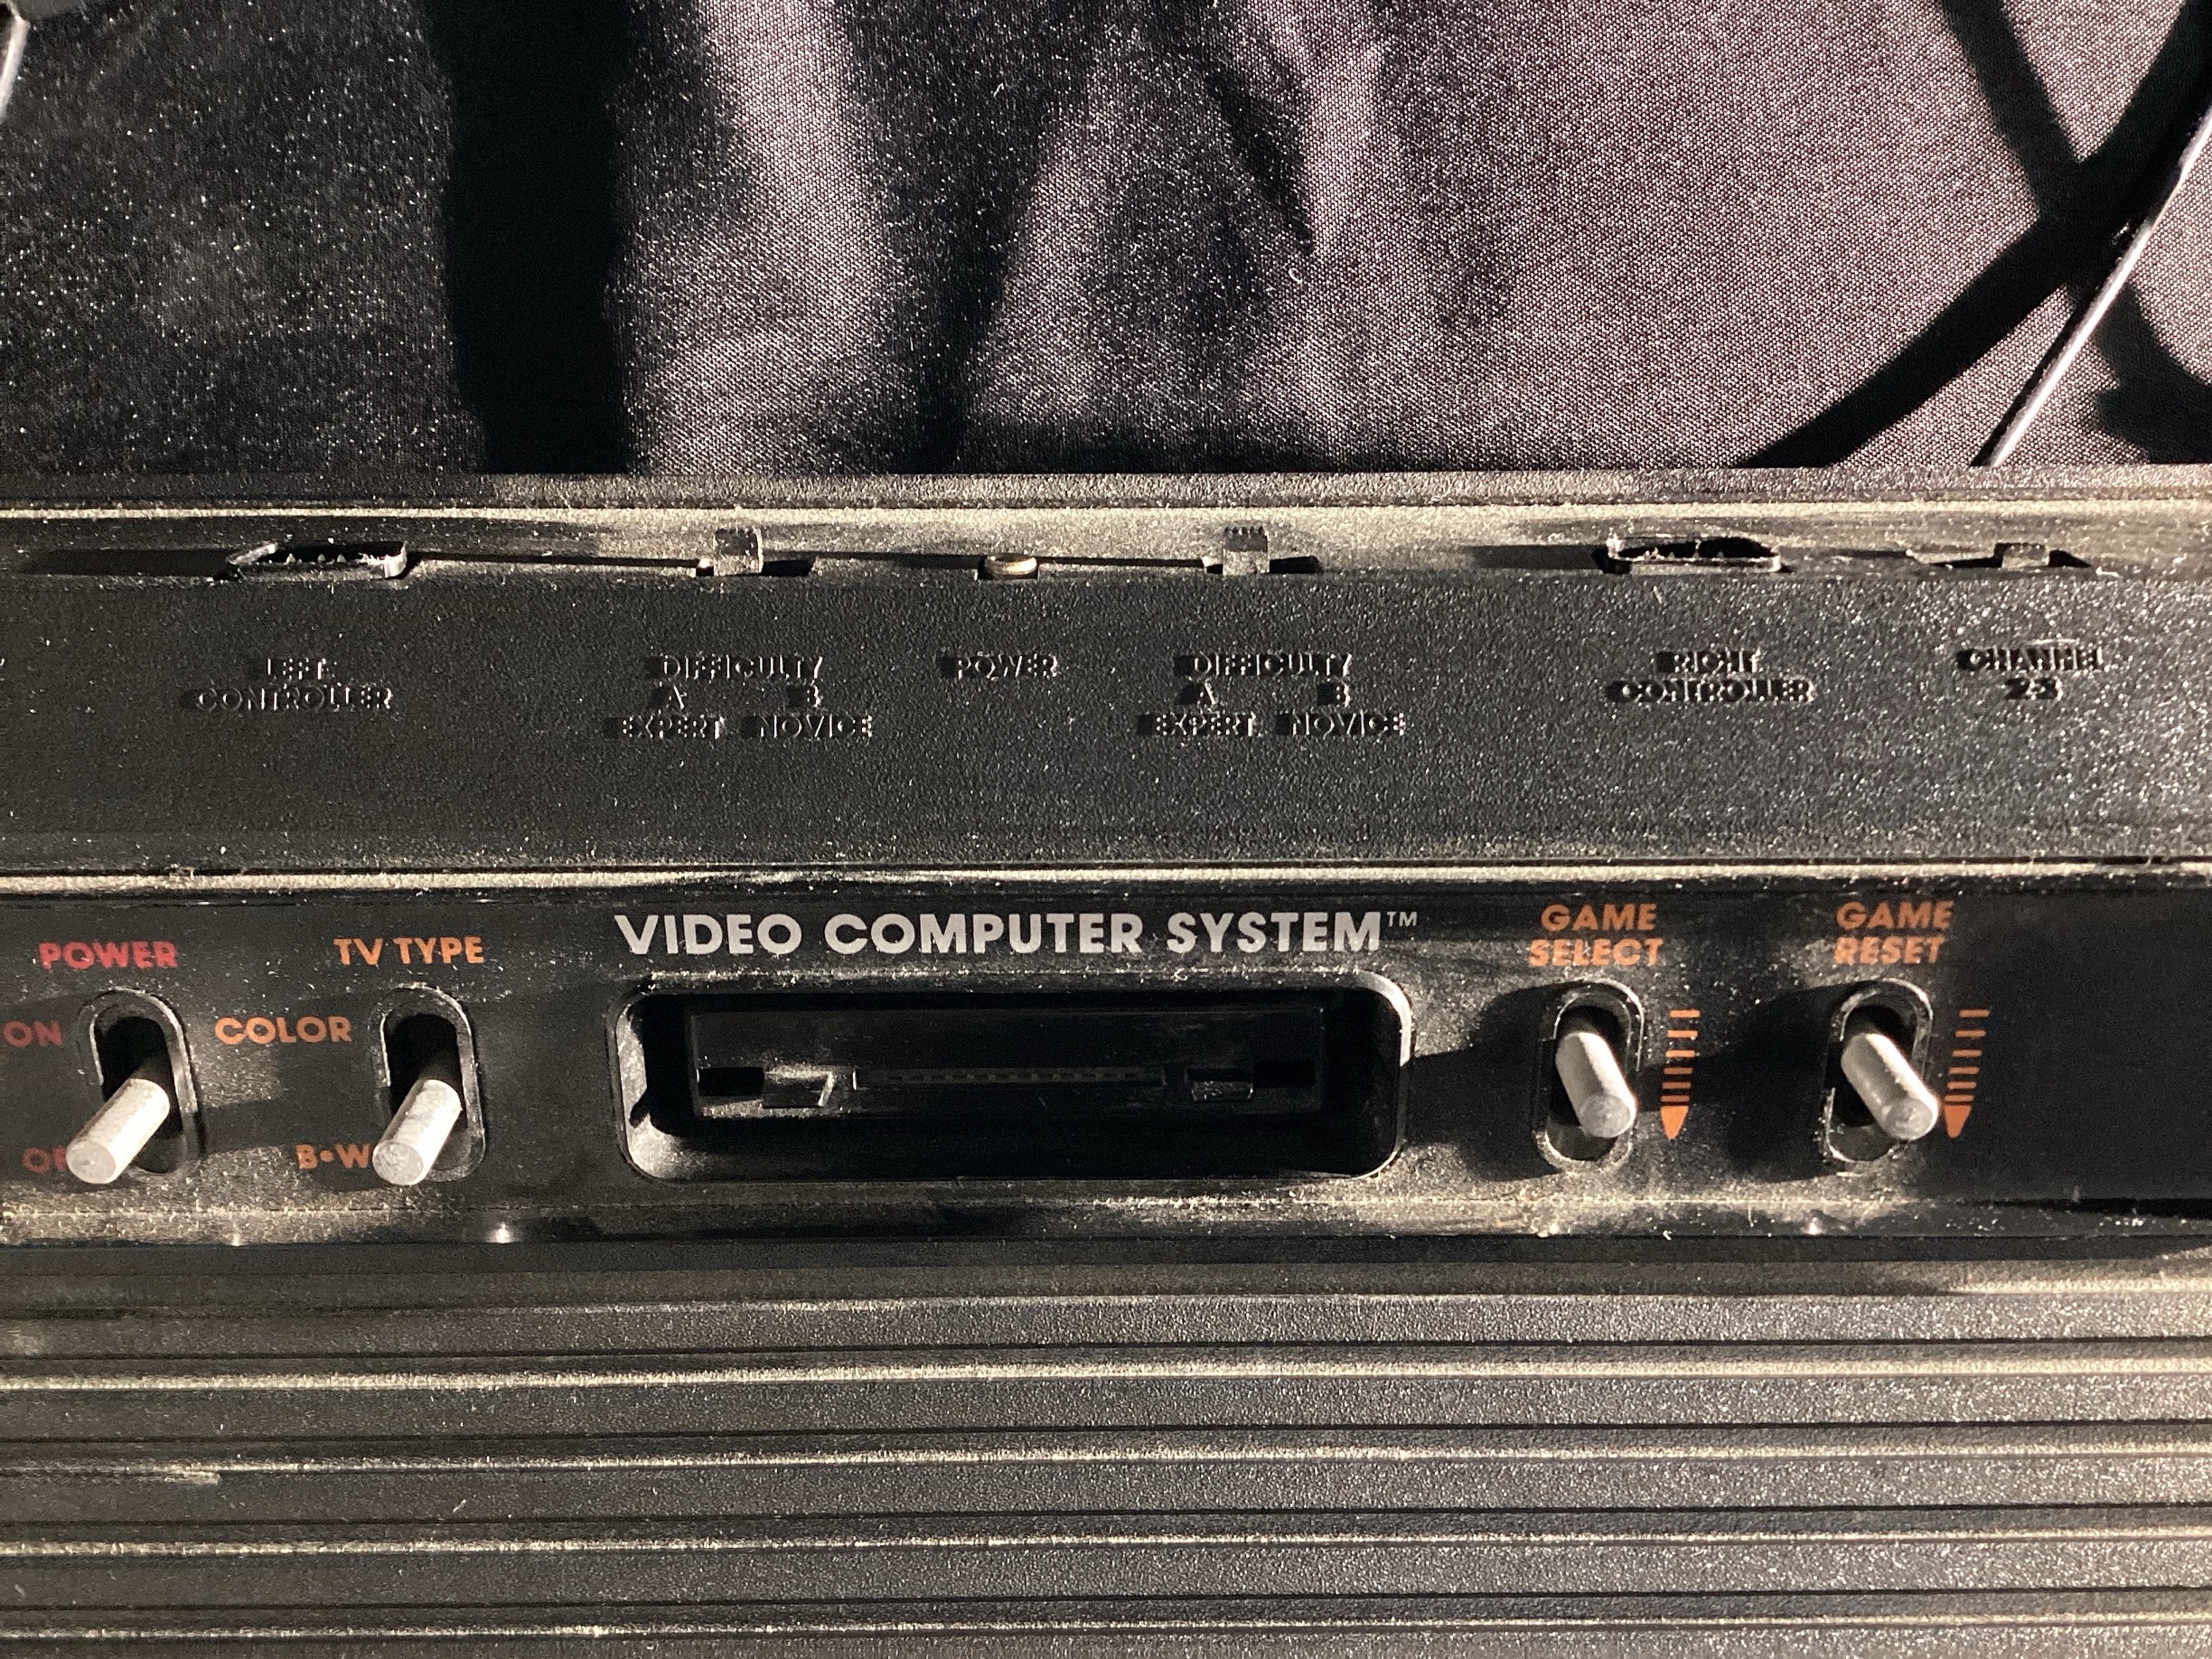 LEFT
CONTROLLER
DIFFICULTY
A B
EXPERT NOVICE
POWER
DIFFICULTY
A B
EXPERT NOVICE
RIGHT
CONTROLLER
CHANNEL
2-3
POWER
ON
TV TYPE
COLOR
B•W
VIDEO COMPUTER SYSTEM™
GAME
SELECT
GAME
RESET